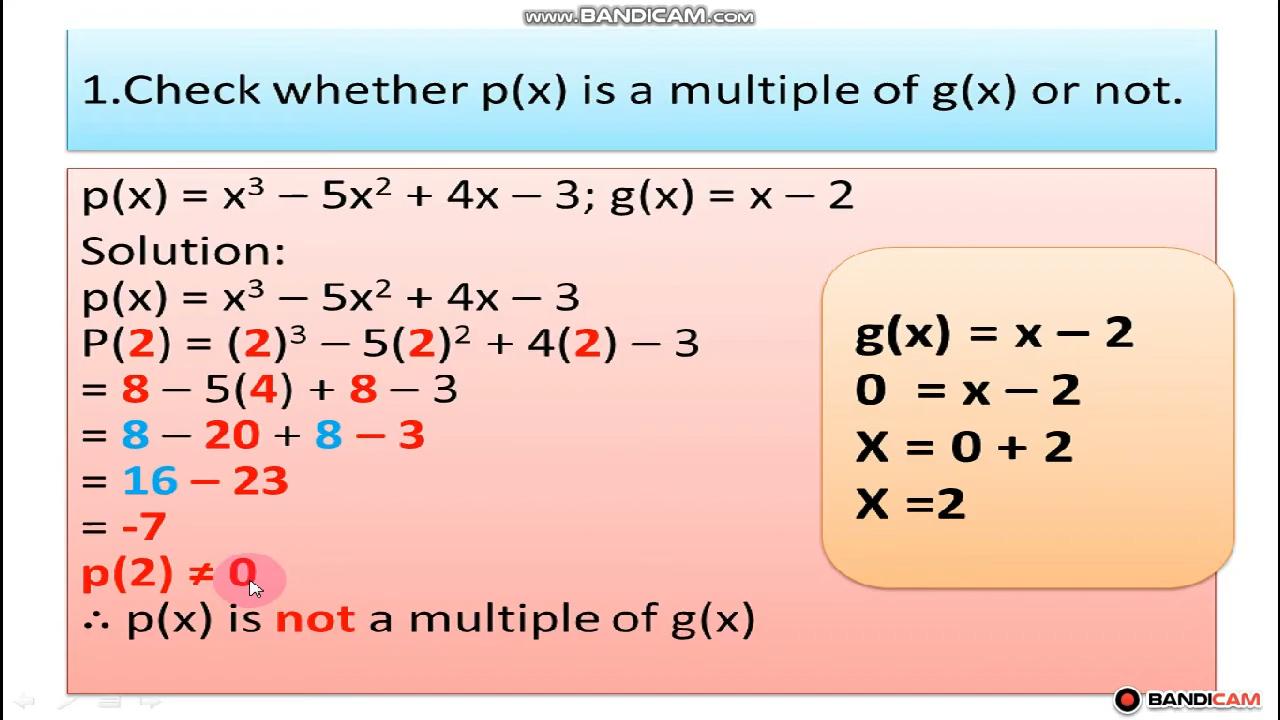 WWW.BANDICAM.COM
1.Check whether p(x) is a multiple of g(x) or not.
p(x) = x³ – 5x² + 4x – 3; g(x) = x – 2
Solution:
p(x) = x³ – 5x² + 4x – 3
P(2) = (2)³ – 5(2)² + 4(2) – 3
= 8 – 5(4) + 8 – 3
= 8 – 20 + 8 – 3
= 16 – 23
= -7
p(2) ≠ 0
∴ p(x) is not a multiple of g(x)
g(x) = x – 2
0 = x – 2
X = 0 + 2
X =2
BANDICAM